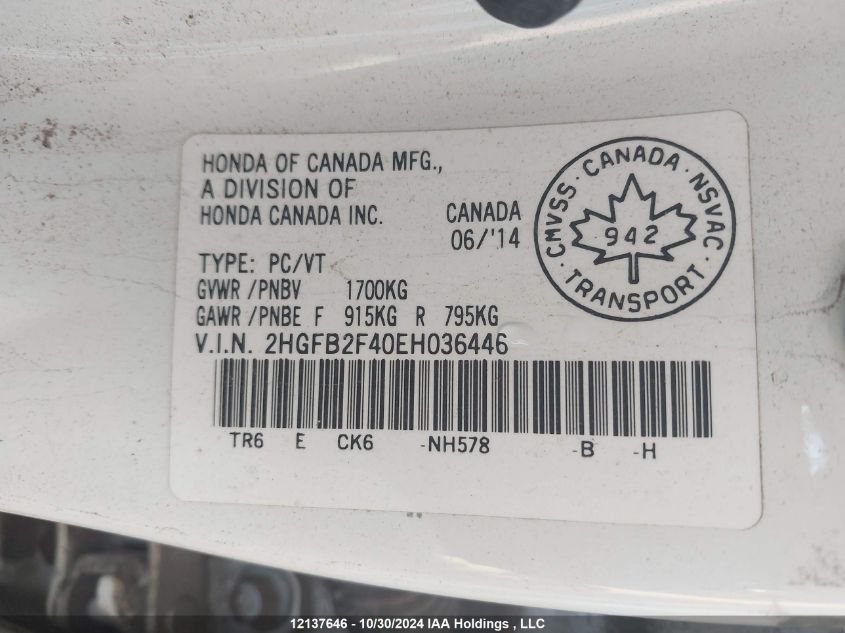 HONDA OF CANADA MFG.,
A DIVISION OF
HONDA CANADA INC.
CANADA
06/'14
TYPE: PC/VT
GVWR /PNBV 1700KG
GAWR /PNBE F 915KG R 795KG
V.I.N. 2HGFB2F40EH036446
TR6 E CK6 -NH578 -B -H
CMVSS · CANADA · NSVAC · TRANSPORT ·
942
12137646 - 10/30/2024 IAA Holdings , LLC